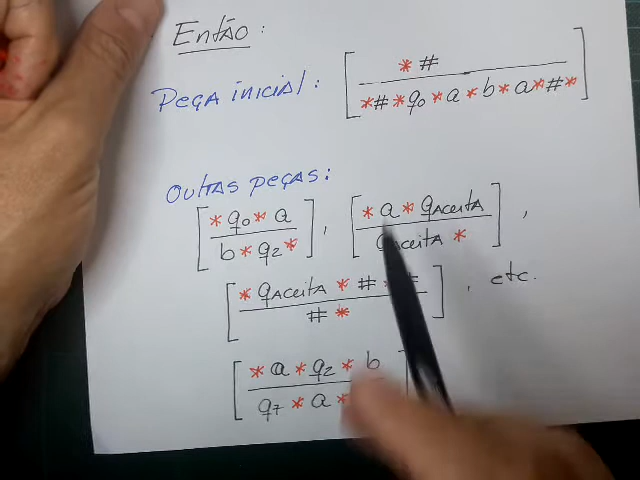 Então:
Peça inicial: [ *# / *#*q0*a*b*a*#* ]
Outras peças:
[ *q0*a / b*q2* ] , [ *a*qaceita / qaceita* ] ,
[ *qaceita*# / #* ] , etc.
[ *a*q2*b / q7*a* ]